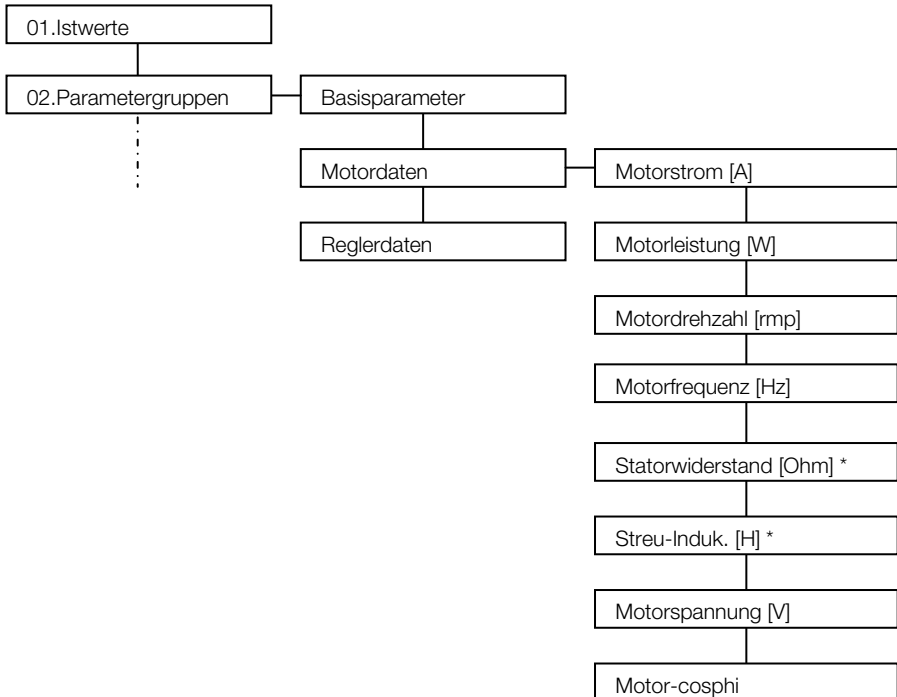 01.Istwerte
02.Parametergruppen
Basisparameter
Motordaten
Motorstrom [A]
Reglerdaten
Motorleistung [W]
Motordrehzahl [rmp]
Motorfrequenz [Hz]
Statorwiderstand [Ohm] *
Streu-Induk. [H] *
Motorspannung [V]
Motor-cosphi